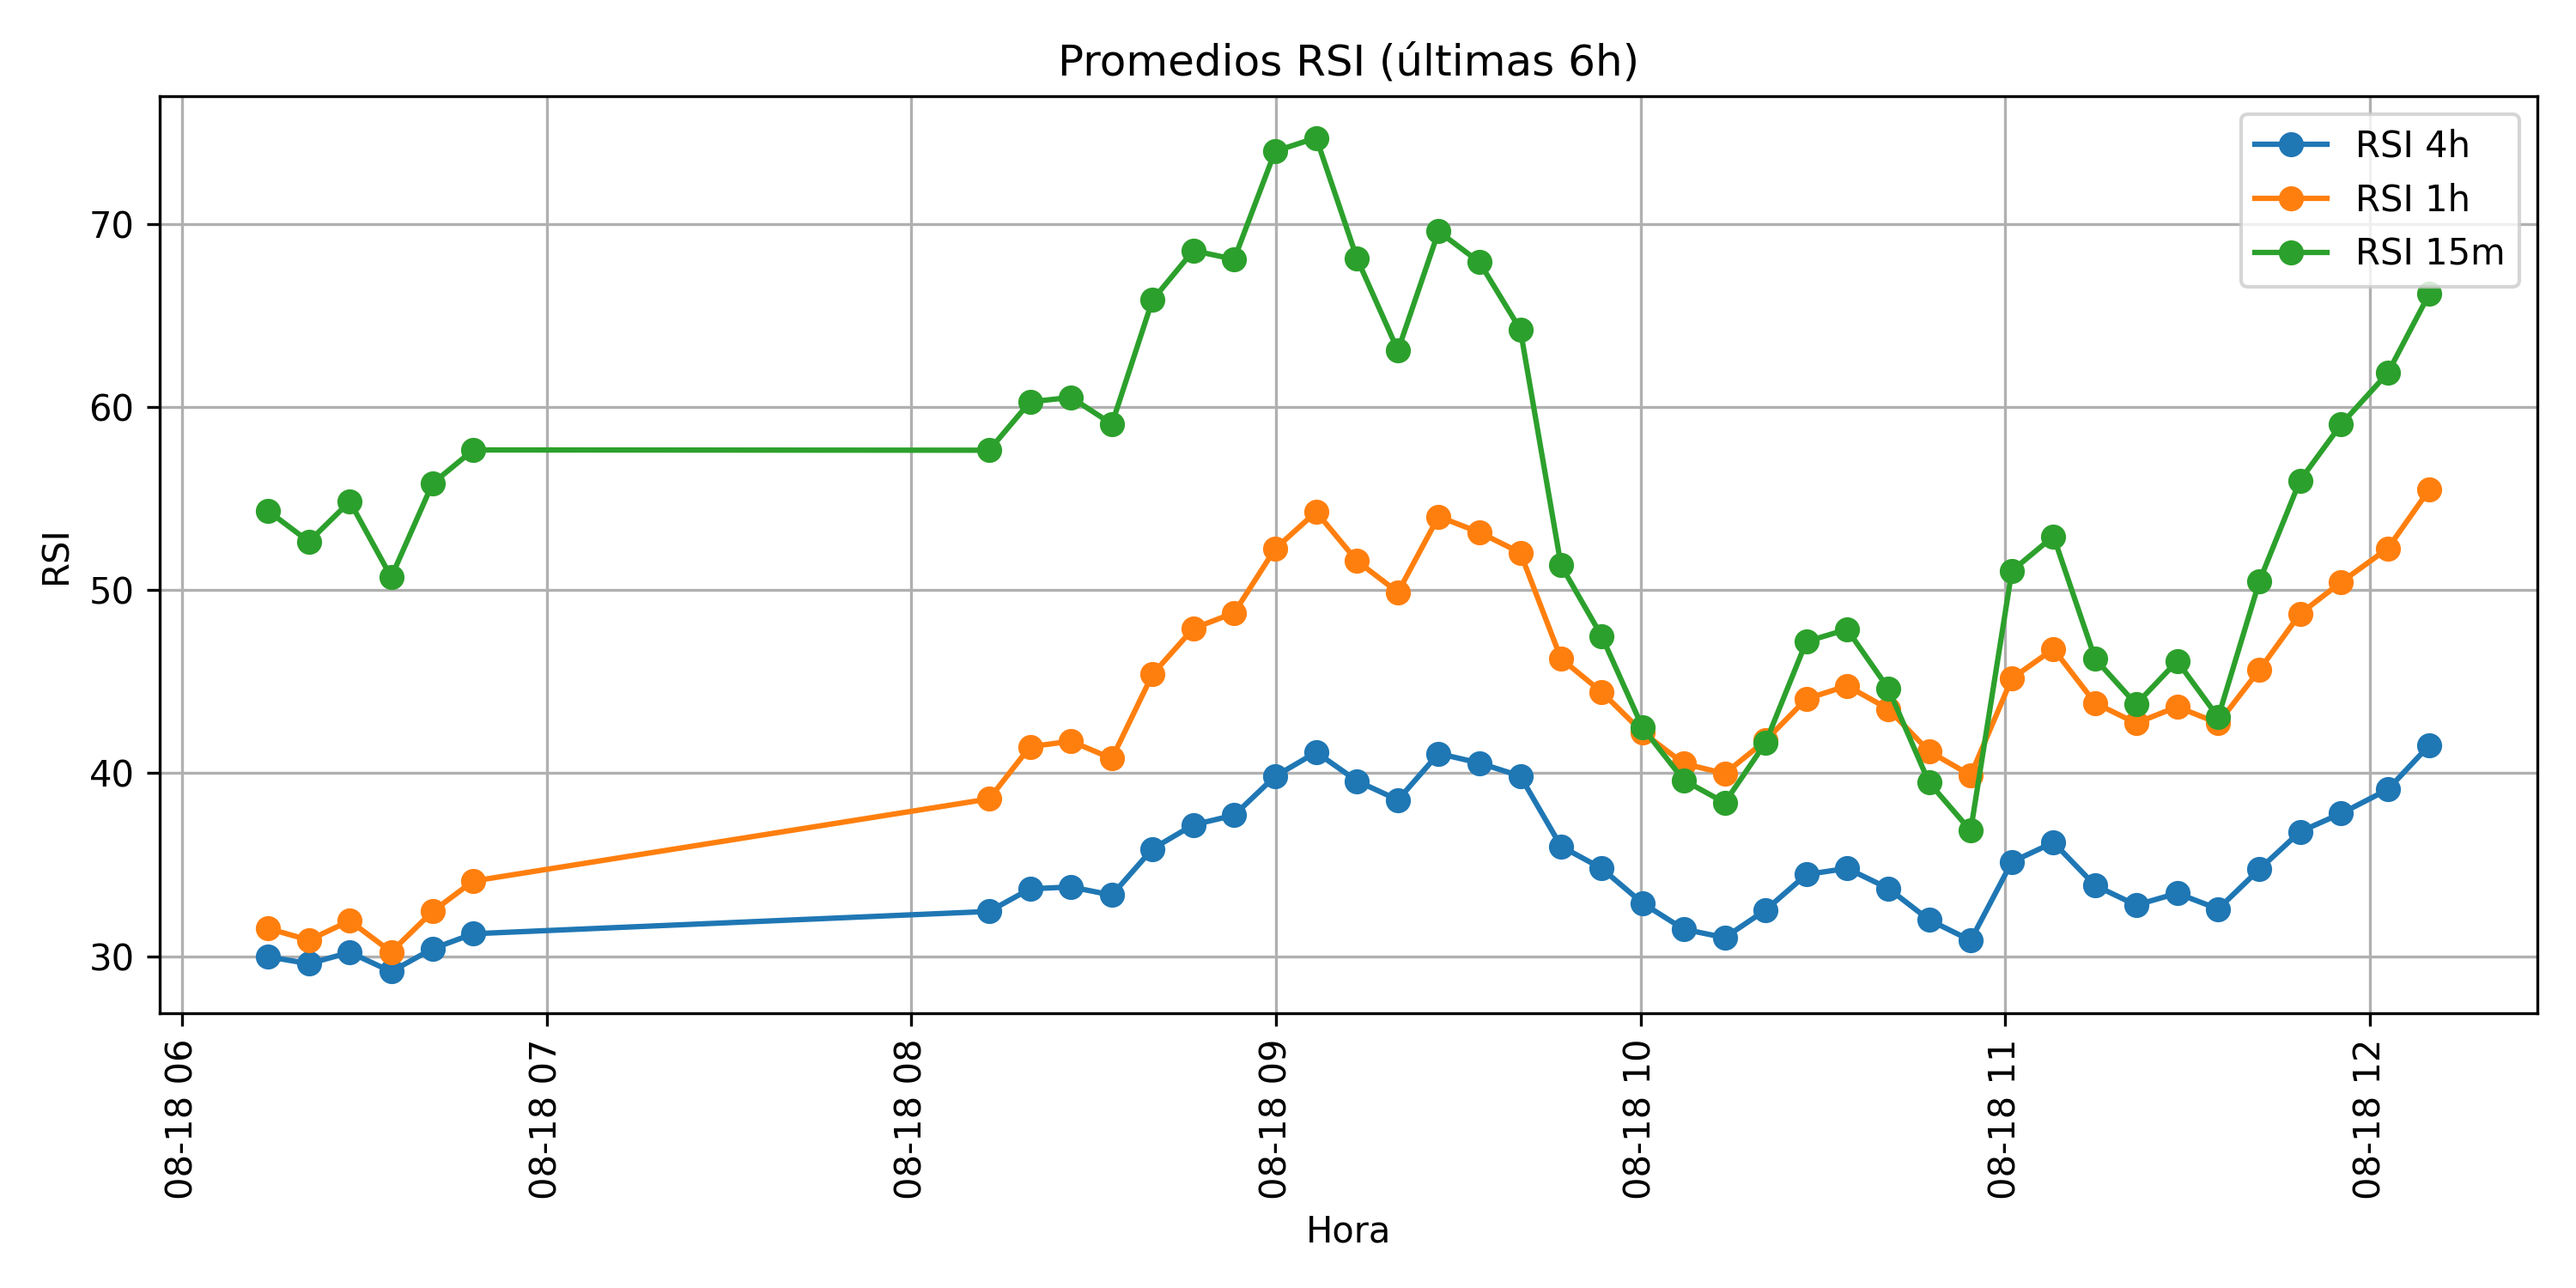 Promedios RSI (últimas 6h)
RSI 4h
RSI 1h
RSI 15m
RSI
70
60
50
40
30
08-18 06
08-18 07
08-18 08
08-18 09
08-18 10
08-18 11
08-18 12
Hora